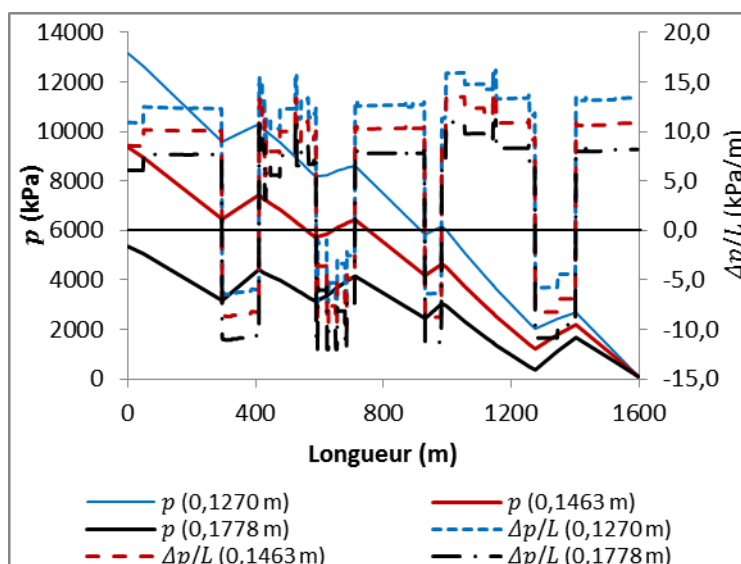 14000
12000
10000
8000
6000
4000
2000
0
p (kPa)
20,0
15,0
10,0
5,0
0,0
-5,0
-10,0
-15,0
Δp/L (kPa/m)
0 400 800 1200 1600
Longueur (m)
p (0,1270 m) p (0,1463 m)
p (0,1778 m) Δp/L (0,1270 m)
Δp/L (0,1463 m) Δp/L (0,1778 m)